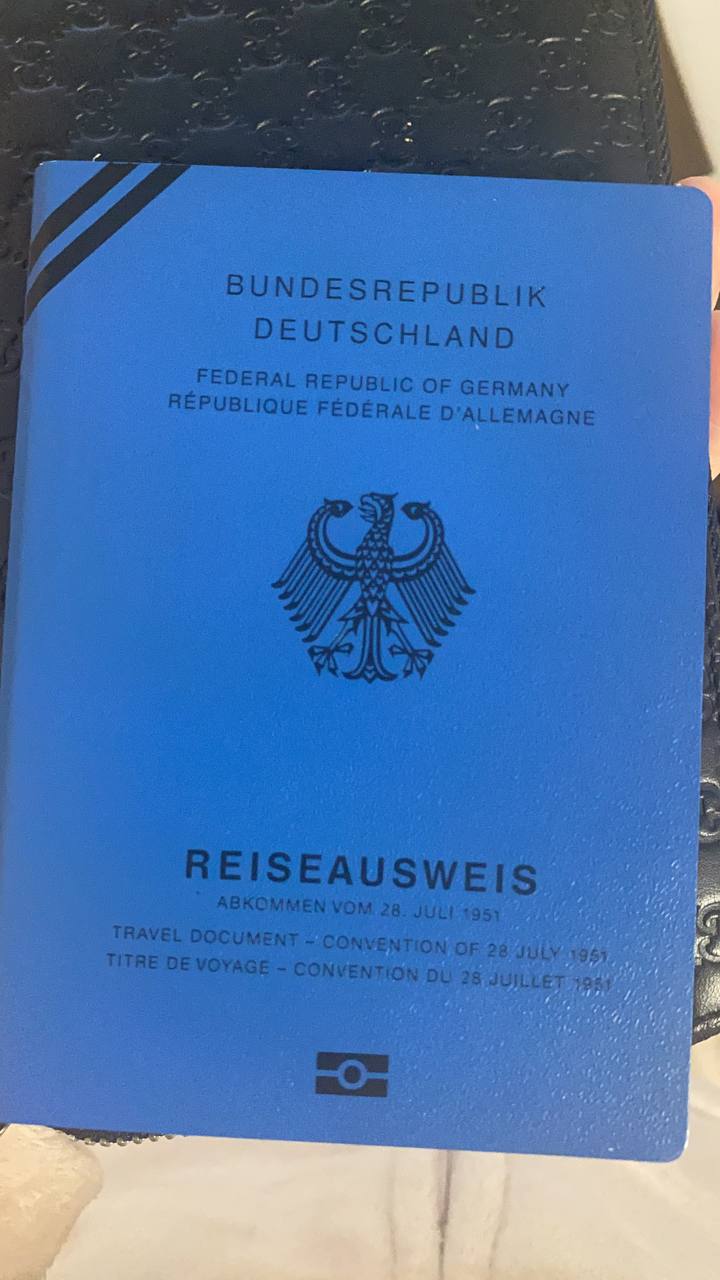 BUNDESREPUBLIK
DEUTSCHLAND
FEDERAL REPUBLIC OF GERMANY
RÉPUBLIQUE FÉDÉRALE D'ALLEMAGNE
REISEAUSWEIS
ABKOMMEN VOM 28. JULI 1951
TRAVEL DOCUMENT – CONVENTION OF 28 JULY 1951
TITRE DE VOYAGE – CONVENTION DU 28 JUILLET 1951